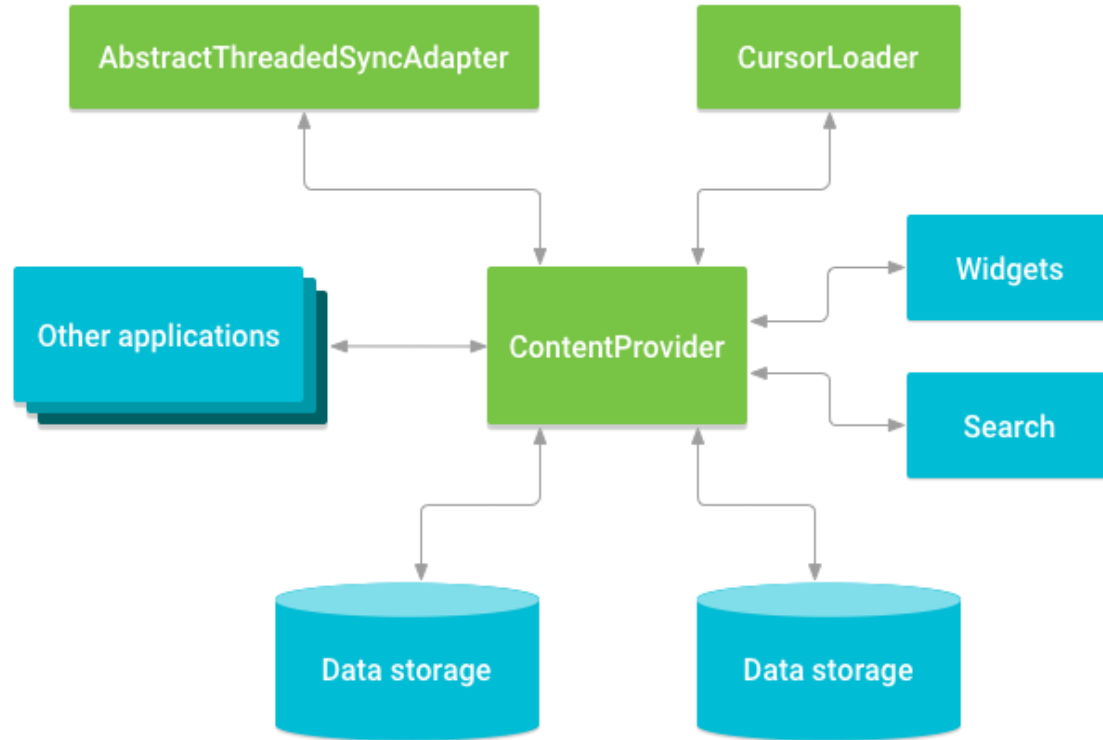 AbstractThreadedSyncAdapter
CursorLoader
Widgets
Other applications
ContentProvider
Search
Data storage
Data storage